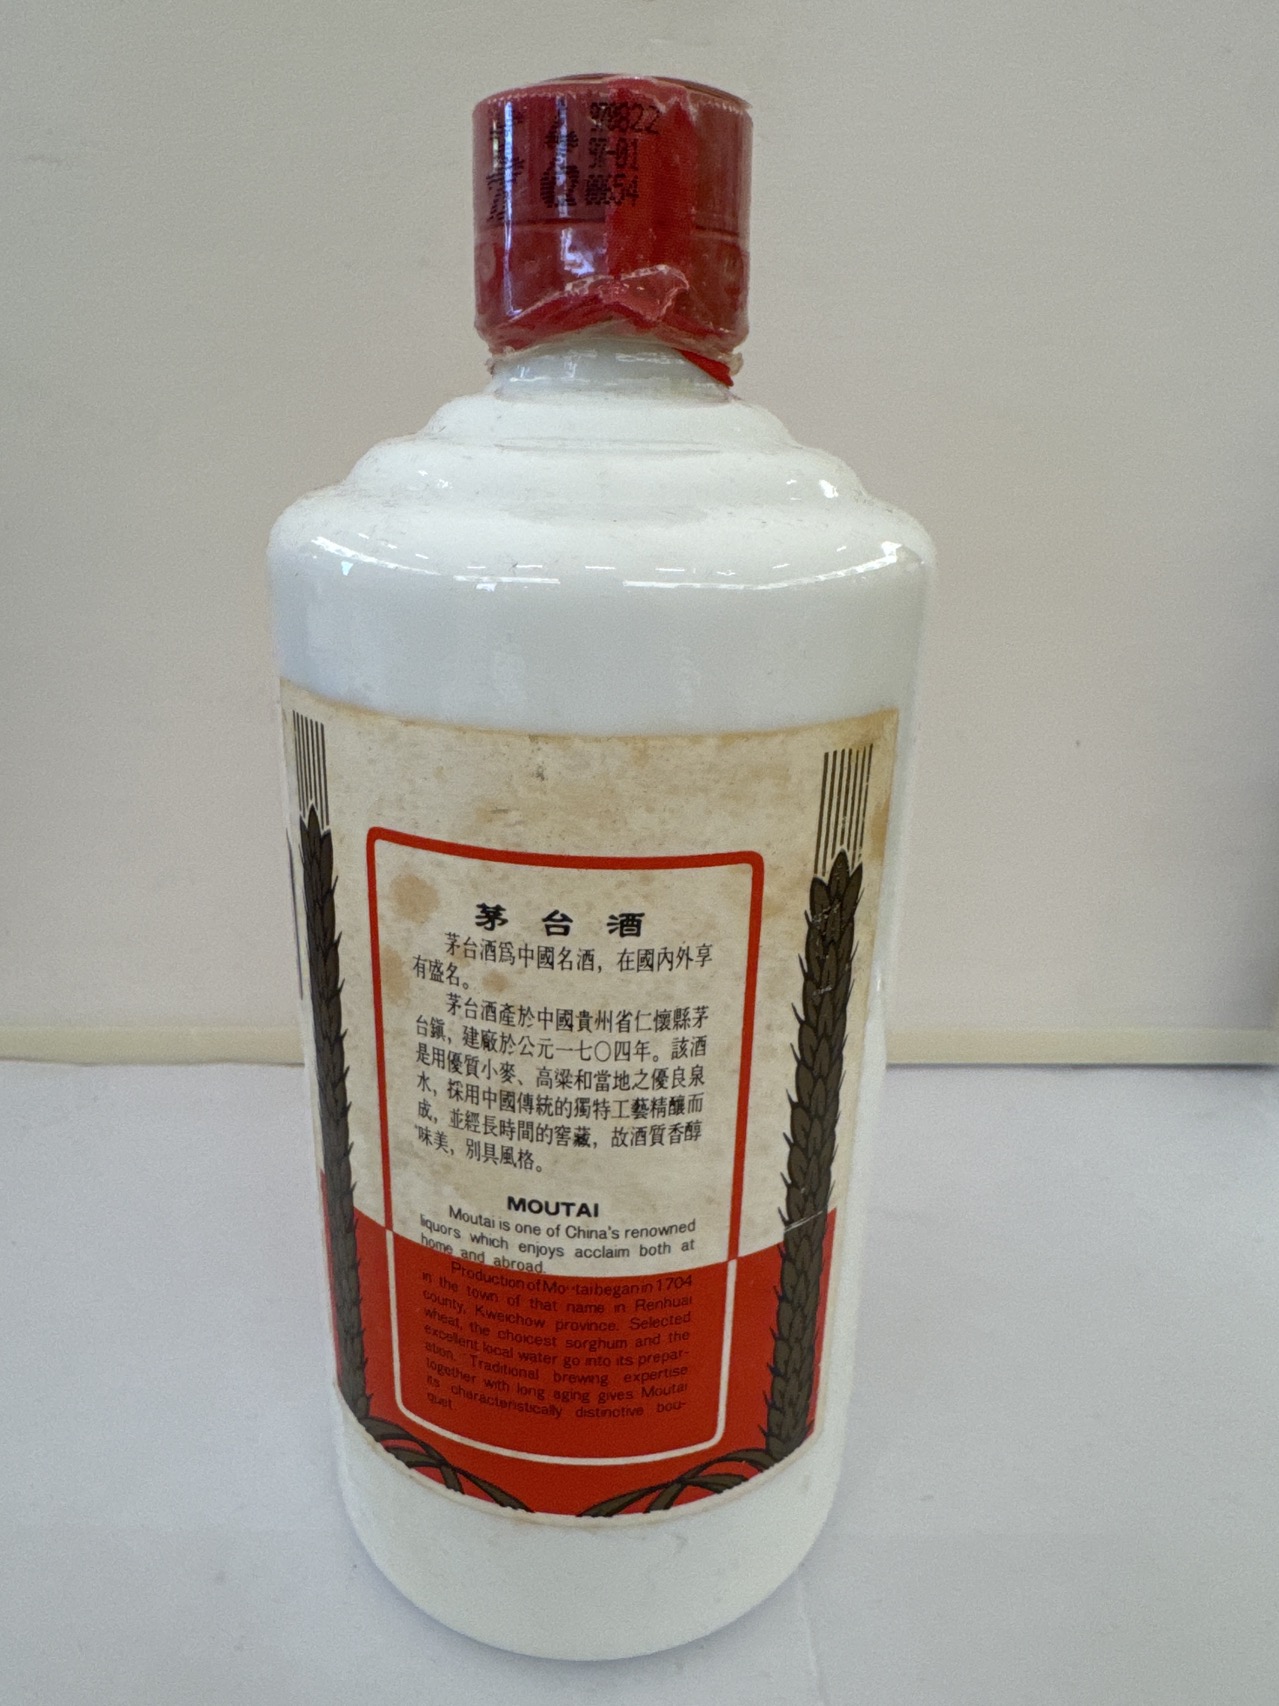 茅台
970822
97-01
00654
茅台酒
茅台酒爲中國名酒，在國內外享
有盛名。
茅台酒產於中國貴州省仁懷縣茅
台鎭，建廠於公元一七〇四年。該酒
是用優質小麥、高粱和當地之優良泉
水，採用中國傳統的獨特工藝精釀而
成，並經長時間的窖藏，故酒質香醇
味美，別具風格。
MOUTAI
Moutai is one of China's renowned
liquors which enjoys acclaim both at
home and abroad.
Production of Mo-tai began in 1704
in the town of that name in Renhuai
county, Kweichow province. Selected
wheat, the choicest sorghum and the
excellent local water go into its prepar-
ation. Traditional brewing expertise
together with long aging gives Moutai
its characteristically distinctive bou-
quet